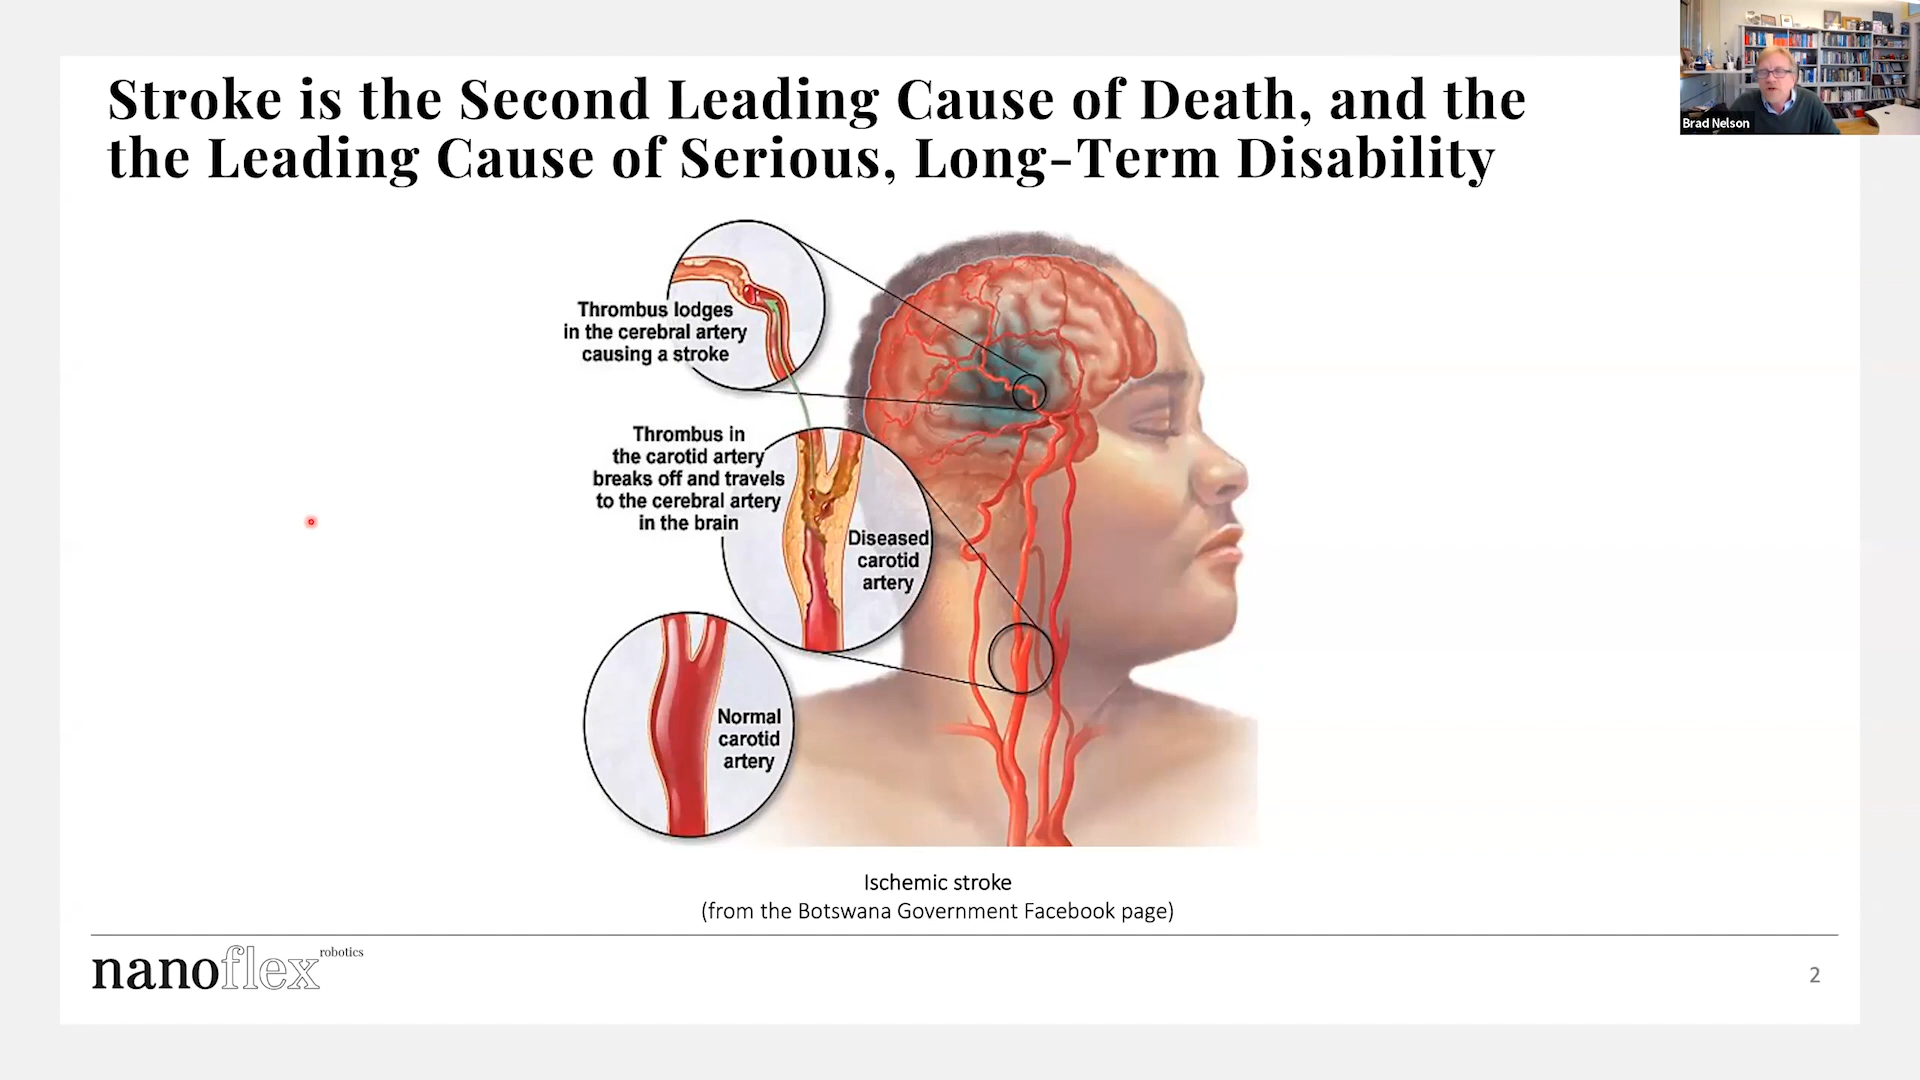 Stroke is the Second Leading Cause of Death, and the
the Leading Cause of Serious, Long-Term Disability
Brad Nelson
Thrombus lodges
in the cerebral artery
causing a stroke
Thrombus in
the carotid artery
breaks off and travels
to the cerebral artery
in the brain
Diseased
carotid
artery
Normal
carotid
artery
Ischemic stroke
(from the Botswana Government Facebook page)
nanoflex robotics
2